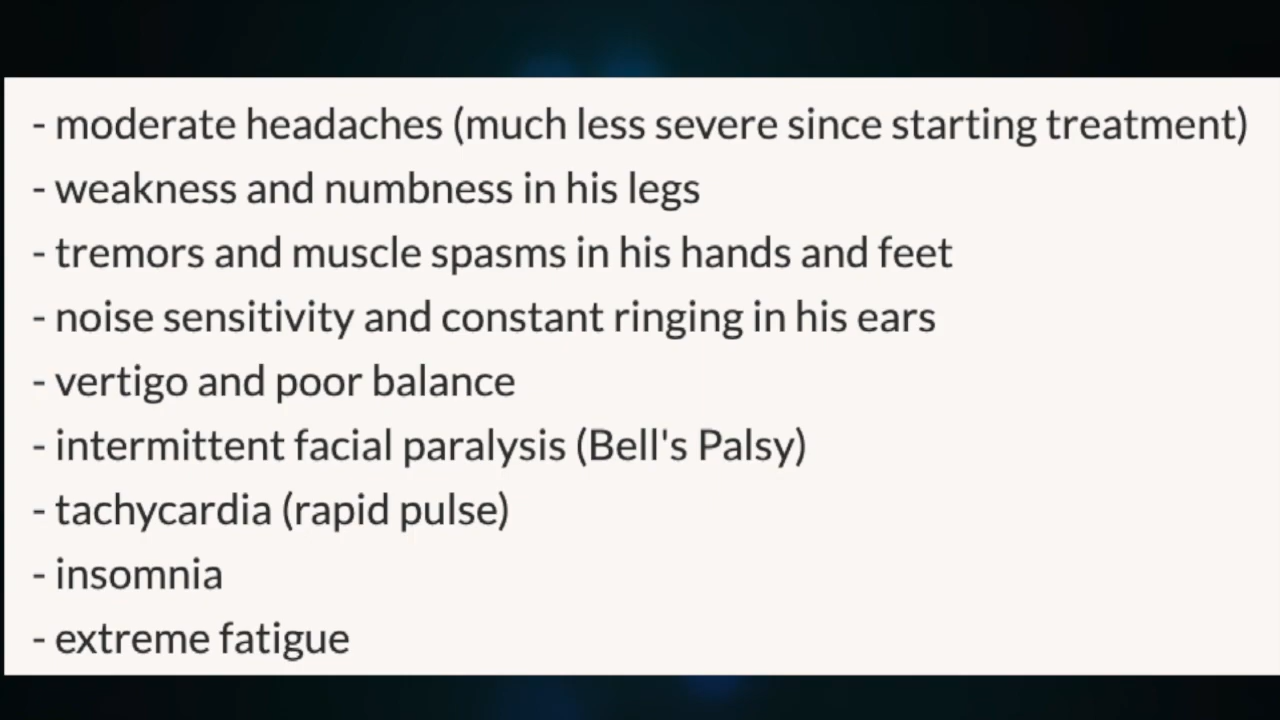 - moderate headaches (much less severe since starting treatment)
- weakness and numbness in his legs
- tremors and muscle spasms in his hands and feet
- noise sensitivity and constant ringing in his ears
- vertigo and poor balance
- intermittent facial paralysis (Bell's Palsy)
- tachycardia (rapid pulse)
- insomnia
- extreme fatigue